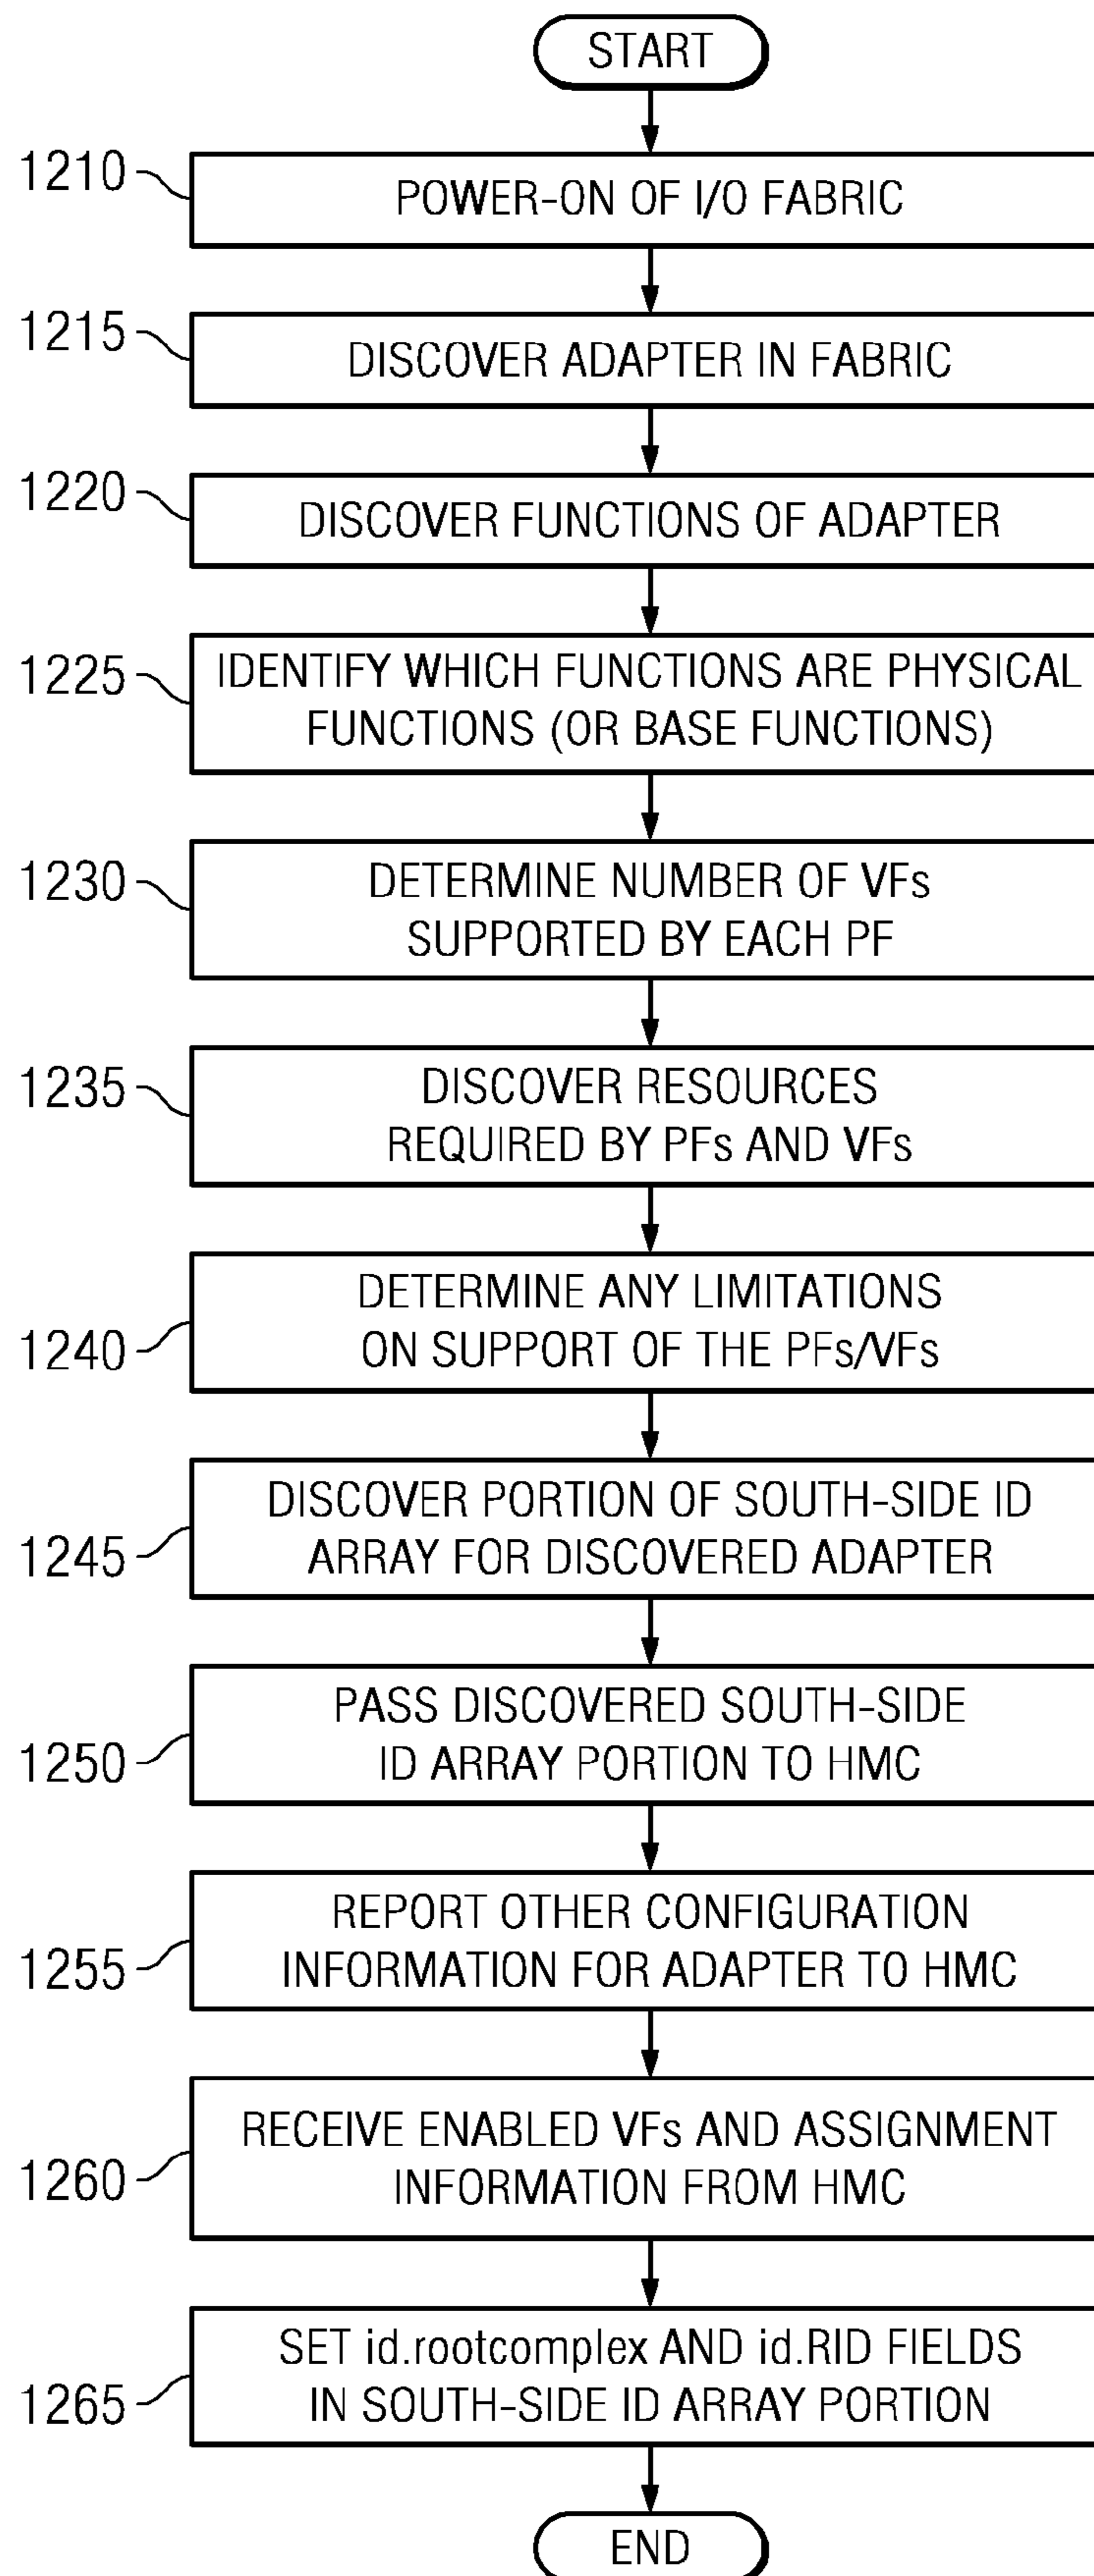 START
1210
POWER-ON OF I/O FABRIC
1215
DISCOVER ADAPTER IN FABRIC
1220
DISCOVER FUNCTIONS OF ADAPTER
1225
IDENTIFY WHICH FUNCTIONS ARE PHYSICAL
FUNCTIONS (OR BASE FUNCTIONS)
1230
DETERMINE NUMBER OF VFs
SUPPORTED BY EACH PF
1235
DISCOVER RESOURCES
REQUIRED BY PFs AND VFs
1240
DETERMINE ANY LIMITATIONS
ON SUPPORT OF THE PFs/VFs
1245
DISCOVER PORTION OF SOUTH-SIDE ID
ARRAY FOR DISCOVERED ADAPTER
1250
PASS DISCOVERED SOUTH-SIDE
ID ARRAY PORTION TO HMC
1255
REPORT OTHER CONFIGURATION
INFORMATION FOR ADAPTER TO HMC
1260
RECEIVE ENABLED VFs AND ASSIGNMENT
INFORMATION FROM HMC
1265
SET id.rootcomplex AND id.RID FIELDS
IN SOUTH-SIDE ID ARRAY PORTION
END